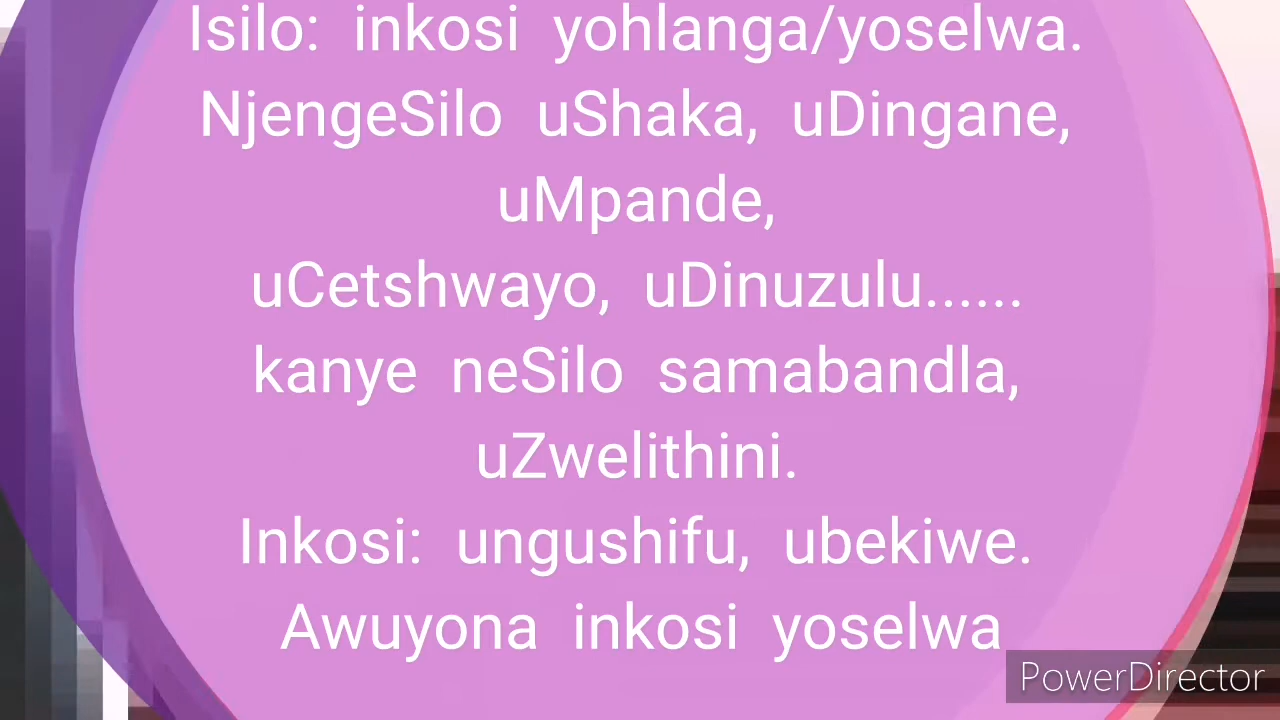 Isilo: inkosi yohlanga/yoselwa.
NjengeSilo uShaka, uDingane,
uMpande,
uCetshwayo, uDinuzulu......
kanye neSilo samabandla,
uZwelithini.
Inkosi: ungushifu, ubekiwe.
Awuyona inkosi yoselwa
PowerDirector